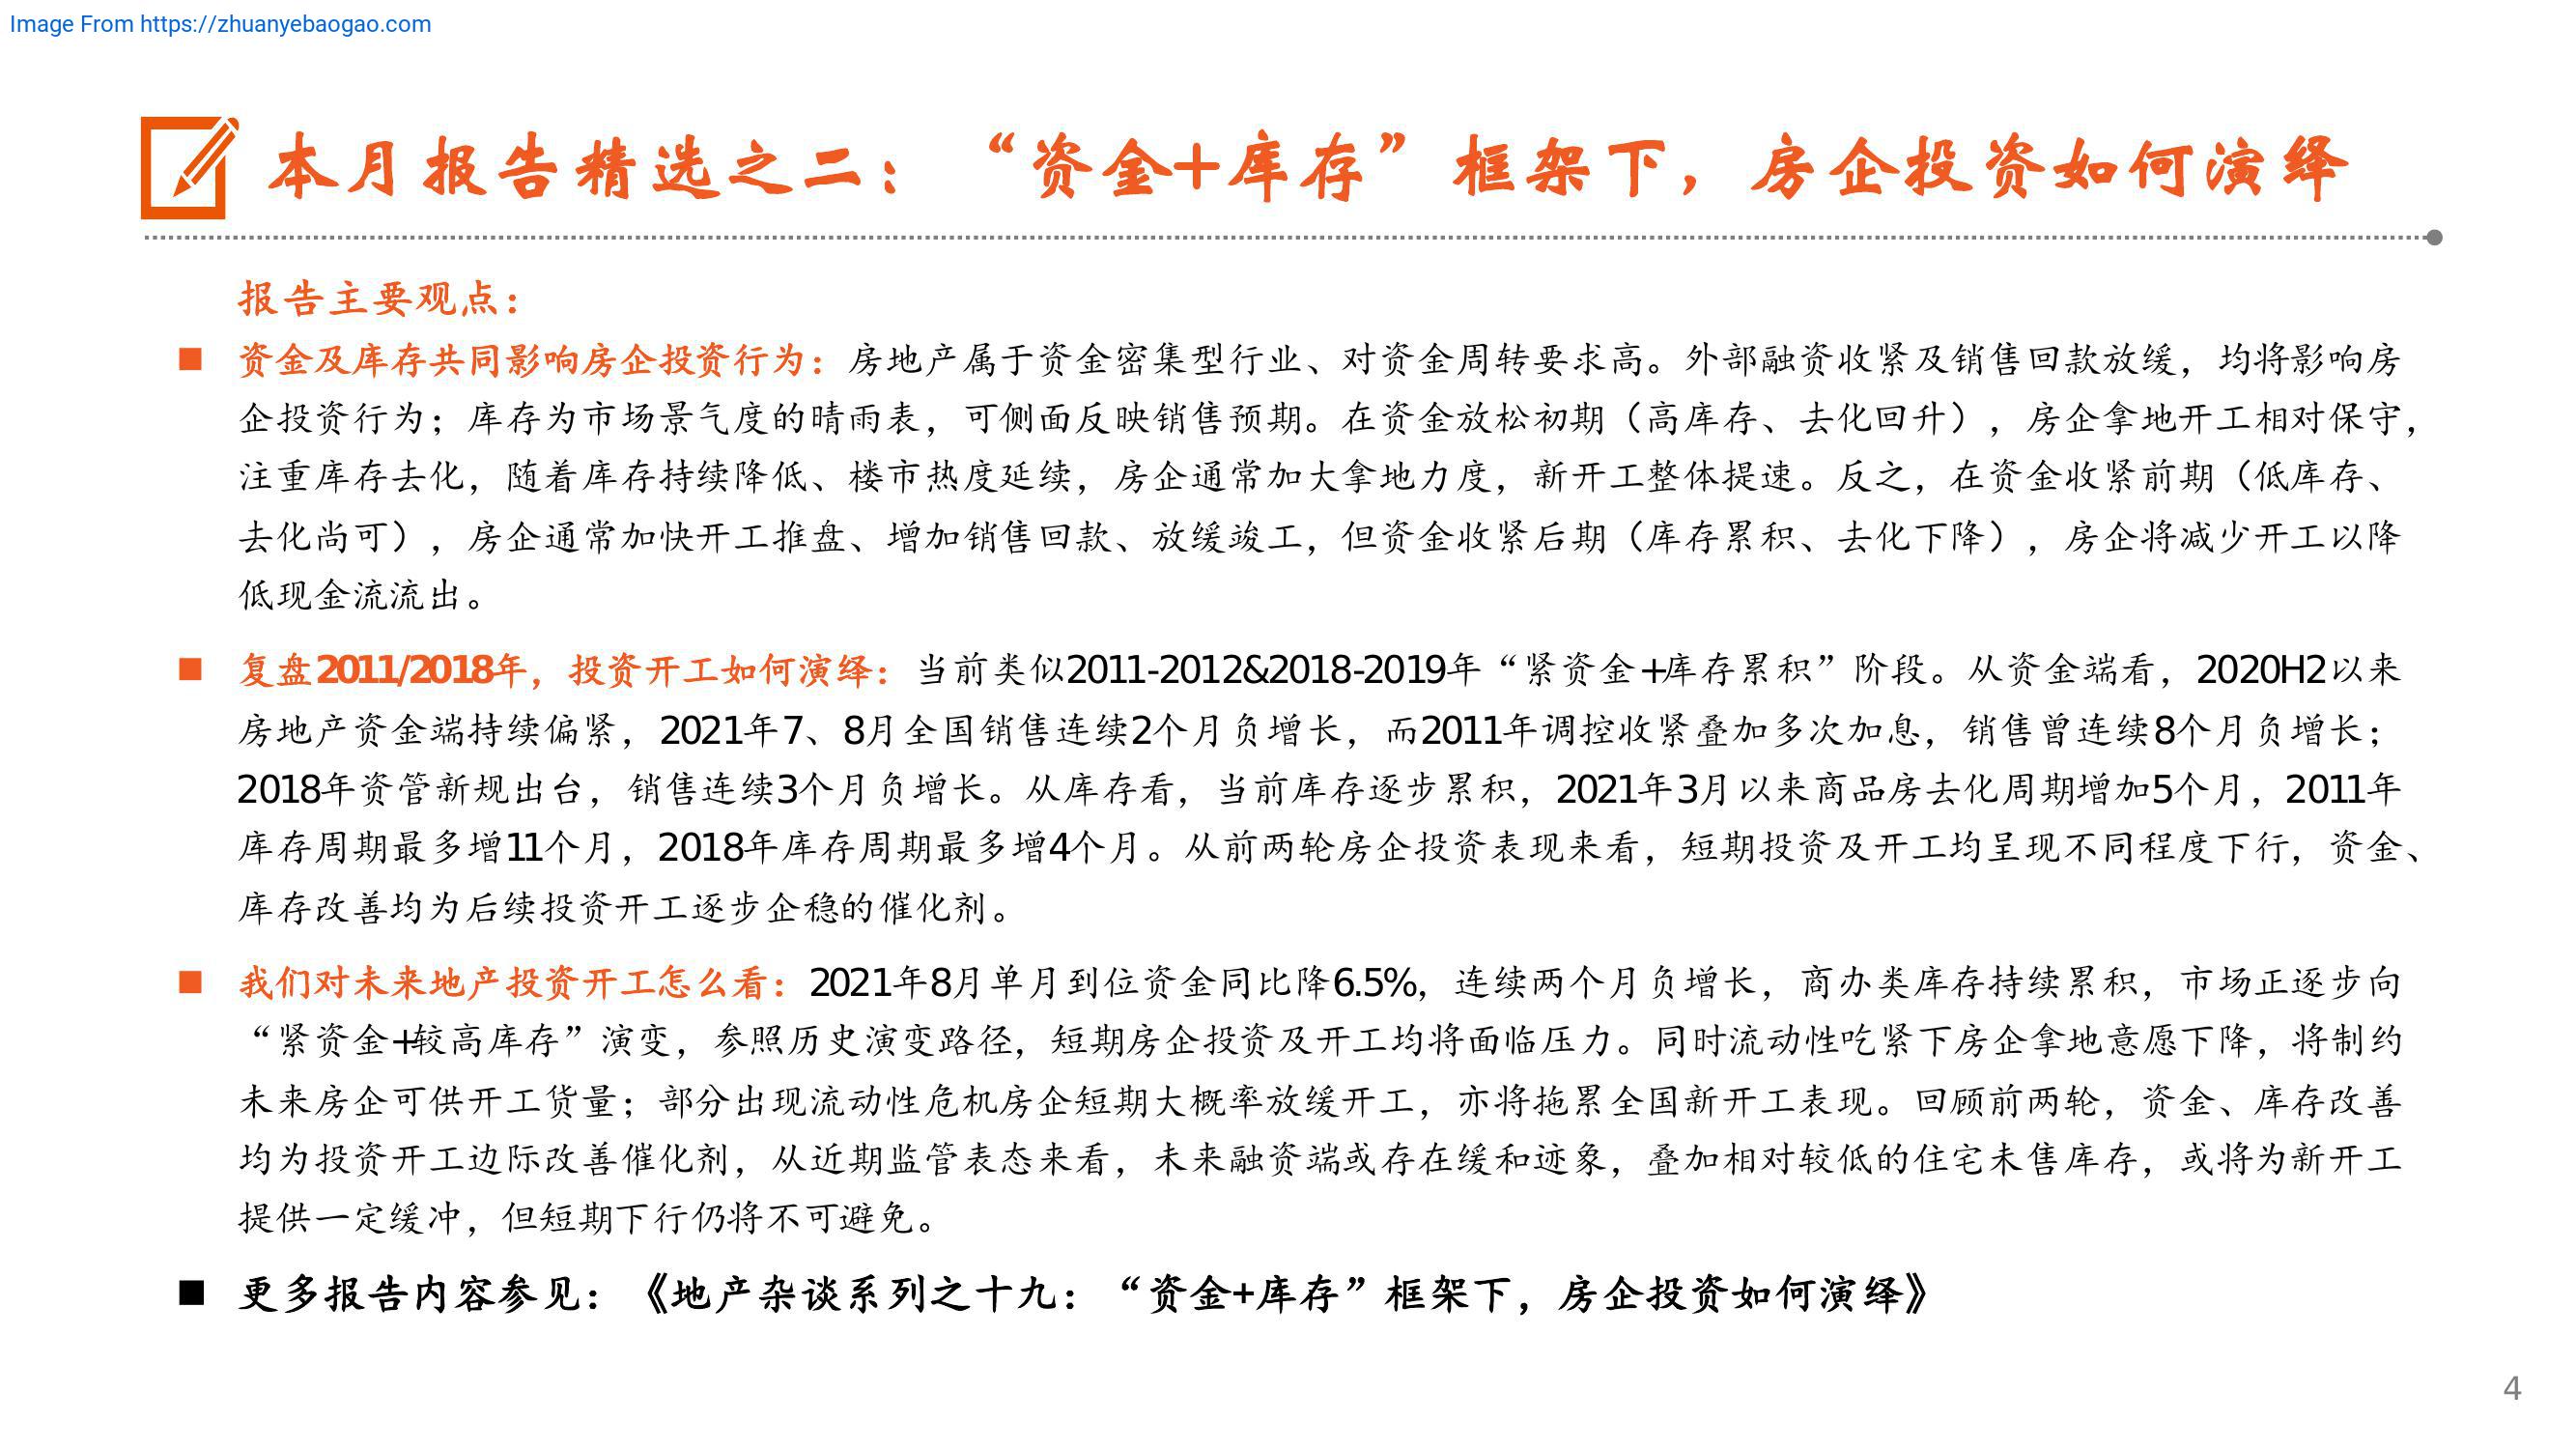 Image From https://zhuanyebaogao.com
本月报告精选之二：“资金+库存”框架下，房企投资如何演绎
报告主要观点：
■ 资金及库存共同影响房企投资行为：房地产属于资金密集型行业、对资金周转要求高。外部融资收紧及销售回款放缓，均将影响房
企投资行为；库存为市场景气度的晴雨表，可侧面反映销售预期。在资金放松初期（高库存、去化回升），房企拿地开工相对保守，
注重库存去化，随着库存持续降低、楼市热度延续，房企通常加大拿地力度，新开工整体提速。反之，在资金收紧前期（低库存、
去化尚可），房企通常加快开工推盘、增加销售回款、放缓竣工，但资金收紧后期（库存累积、去化下降），房企将减少开工以降
低现金流流出。
■ 复盘2011/2018年，投资开工如何演绎：当前类似2011-2012&2018-2019年“紧资金+库存累积”阶段。从资金端看，2020H2以来
房地产资金端持续偏紧，2021年7、8月全国销售连续2个月负增长，而2011年调控收紧叠加多次加息，销售曾连续8个月负增长；
2018年资管新规出台，销售连续3个月负增长。从库存看，当前库存逐步累积，2021年3月以来商品房去化周期增加5个月，2011年
库存周期最多增11个月，2018年库存周期最多增4个月。从前两轮房企投资表现来看，短期投资及开工均呈现不同程度下行，资金、
库存改善均为后续投资开工逐步企稳的催化剂。
■ 我们对未来地产投资开工怎么看：2021年8月单月到位资金同比降6.5%，连续两个月负增长，商办类库存持续累积，市场正逐步向
“紧资金+较高库存”演变，参照历史演变路径，短期房企投资及开工均将面临压力。同时流动性吃紧下房企拿地意愿下降，将制约
未来房企可供开工货量；部分出现流动性危机房企短期大概率放缓开工，亦将拖累全国新开工表现。回顾前两轮，资金、库存改善
均为投资开工边际改善催化剂，从近期监管表态来看，未来融资端或存在缓和迹象，叠加相对较低的住宅未售库存，或将为新开工
提供一定缓冲，但短期下行仍将不可避免。
■ 更多报告内容参见：《地产杂谈系列之十九：“资金+库存”框架下，房企投资如何演绎》
4